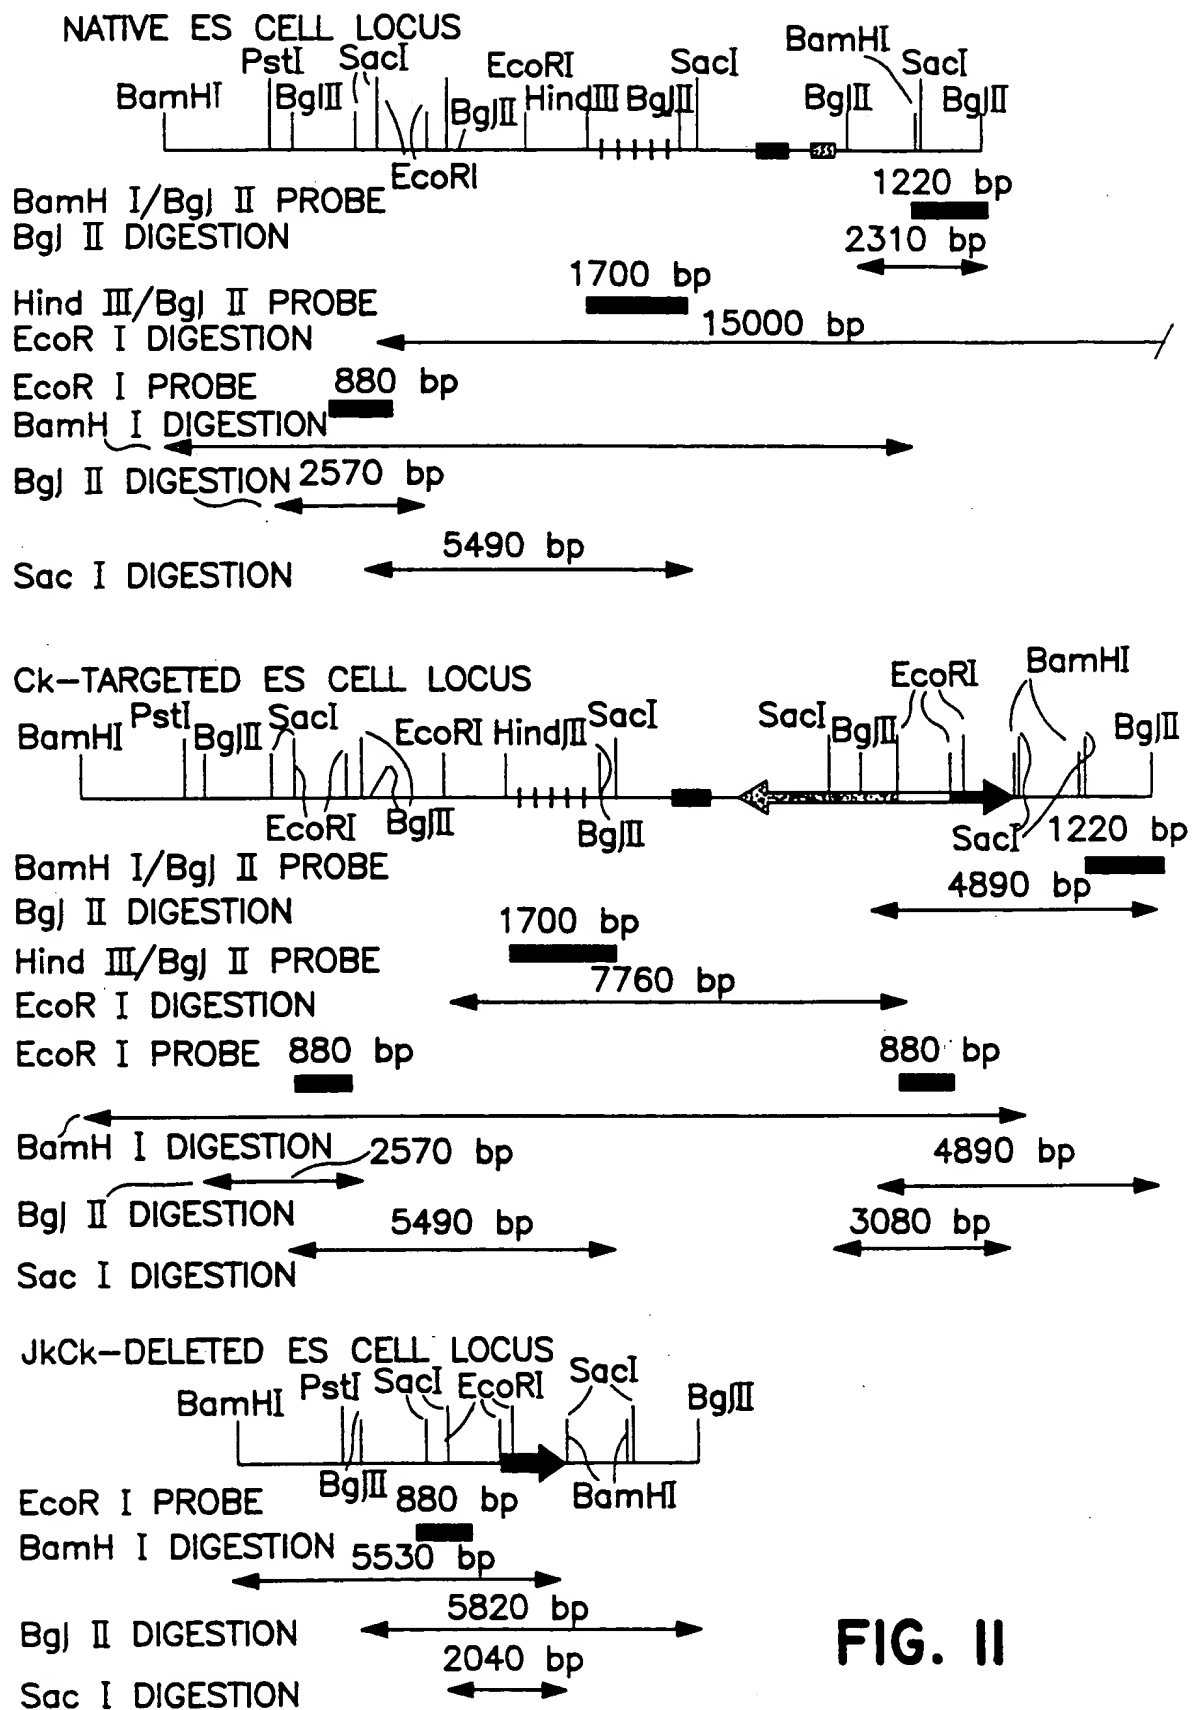 NATIVE ES CELL LOCUS
BamHI
PstI
BglII
SacI
EcoRI
BglII
EcoRI
HindIII
BglII
SacI
BglII
BamHI
SacI
BglII
BamH I/Bgl II PROBE
1220 bp
Bgl II DIGESTION
2310 bp
Hind III/Bgl II PROBE
1700 bp
EcoR I DIGESTION
15000 bp
EcoR I PROBE
880 bp
BamH I DIGESTION
Bgl II DIGESTION
2570 bp
Sac I DIGESTION
5490 bp
Ck-TARGETED ES CELL LOCUS
BamHI
PstI
BglII
SacI
EcoRI
BglII
EcoRI
HindIII
BglII
SacI
SacI
BglII
EcoRI
BamHI
SacI
BglII
BamH I/Bgl II PROBE
1220 bp
Bgl II DIGESTION
4890 bp
Hind III/Bgl II PROBE
1700 bp
EcoR I DIGESTION
7760 bp
EcoR I PROBE
880 bp
880 bp
BamH I DIGESTION
2570 bp
4890 bp
Bgl II DIGESTION
5490 bp
3080 bp
Sac I DIGESTION
JkCk-DELETED ES CELL LOCUS
BamHI
PstI
BglII
SacI
EcoRI
SacI
BamHI
BglII
EcoR I PROBE
880 bp
BamH I DIGESTION
5530 bp
Bgl II DIGESTION
5820 bp
Sac I DIGESTION
2040 bp
FIG. II